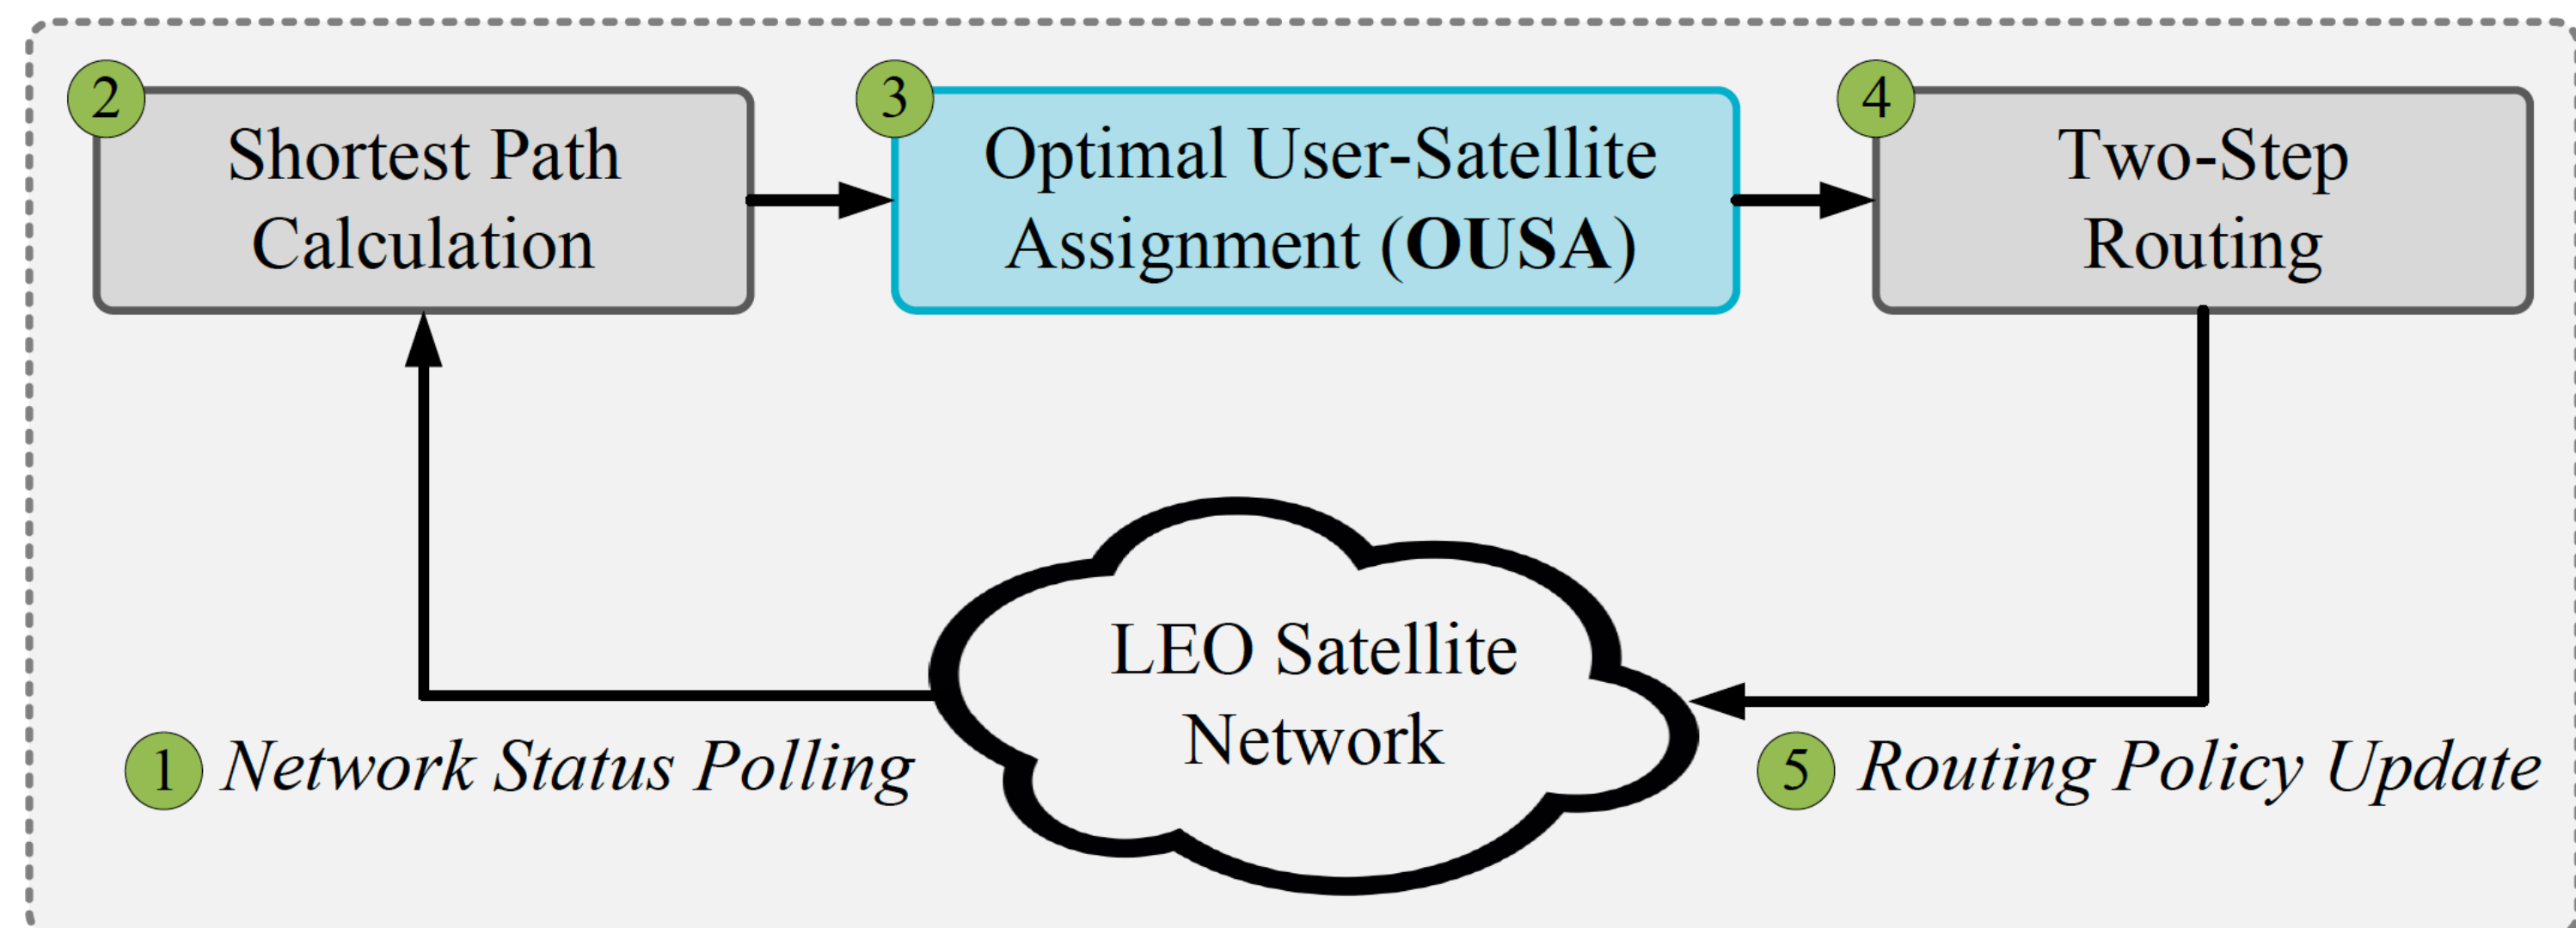 2
Shortest Path
Calculation
3
Optimal User-Satellite
Assignment (OUSA)
4
Two-Step
Routing
LEO Satellite
Network
1 Network Status Polling
5 Routing Policy Update